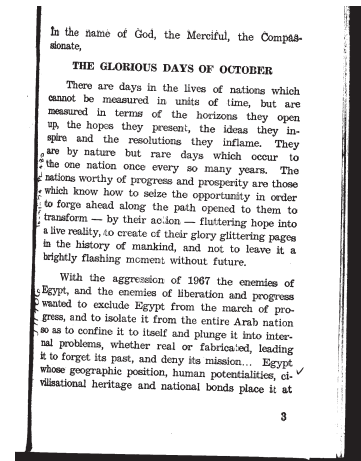 In the name of God, the Merciful, the Compas-
sionate,
THE GLORIOUS DAYS OF OCTOBER
There are days in the lives of nations which
cannot be measured in units of time, but are
measured in terms of the horizons they open
up, the hopes they present, the ideas they in-
spire and the resolutions they inflame. They
are by nature but rare days which occur to
the one nation once every so many years. The
nations worthy of progress and prosperity are those
which know how to seize the opportunity in order
to forge ahead along the path opened to them to
transform — by their action — fluttering hope into
a live reality, to create of their glory glittering pages
in the history of mankind, and not to leave it a
brightly flashing moment without future.
With the aggression of 1967 the enemies of
Egypt, and the enemies of liberation and progress
wanted to exclude Egypt from the march of pro-
gress, and to isolate it from the entire Arab nation
so as to confine it to itself and plunge it into inter-
nal problems, whether real or fabricated, leading
it to forget its past, and deny its mission... Egypt
whose geographic position, human potentialities, ci-
vilisational heritage and national bonds place it at
3